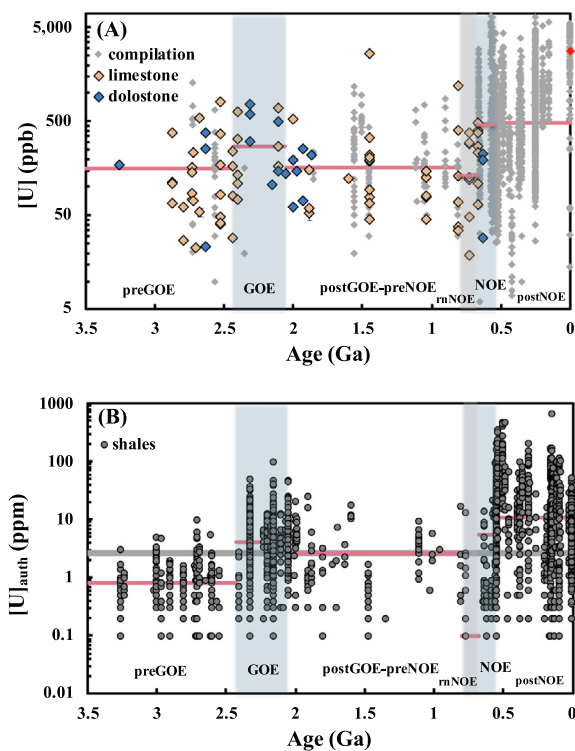 (A)
compilation
limestone
dolostone
5,000
500
50
5
[U] (ppb)
preGOE
GOE
postGOE-preNOE
rnNOE
NOE
postNOE
3.5
3
2.5
2
1.5
1
0.5
0
Age (Ga)
(B)
shales
1000
100
10
1
0.1
0.01
[U]auth (ppm)
preGOE
GOE
postGOE-preNOE
rnNOE
NOE
postNOE
3.5
3
2.5
2
1.5
1
0.5
0
Age (Ga)